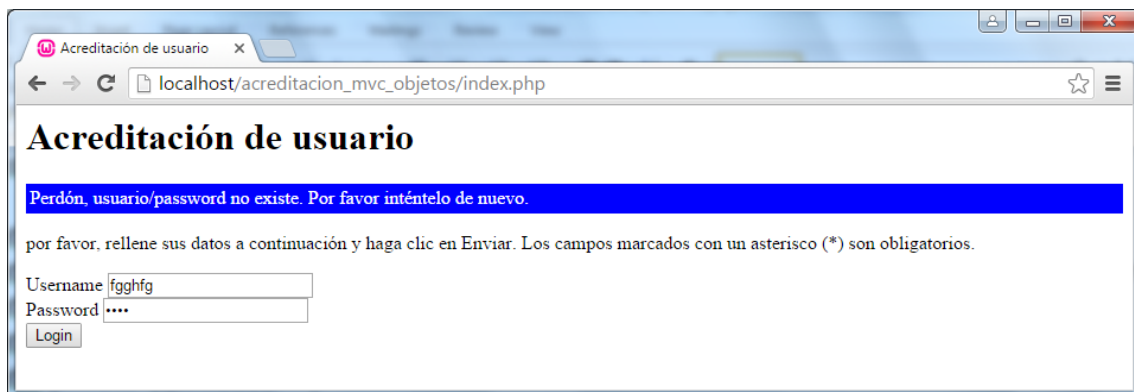 Acreditación de usuario
localhost/acreditacion_mvc_objetos/index.php
Acreditación de usuario
Perdón, usuario/password no existe. Por favor inténtelo de nuevo.
por favor, rellene sus datos a continuación y haga clic en Enviar. Los campos marcados con un asterisco (*) son obligatorios.
Username fgghfg
Password ••••
Login